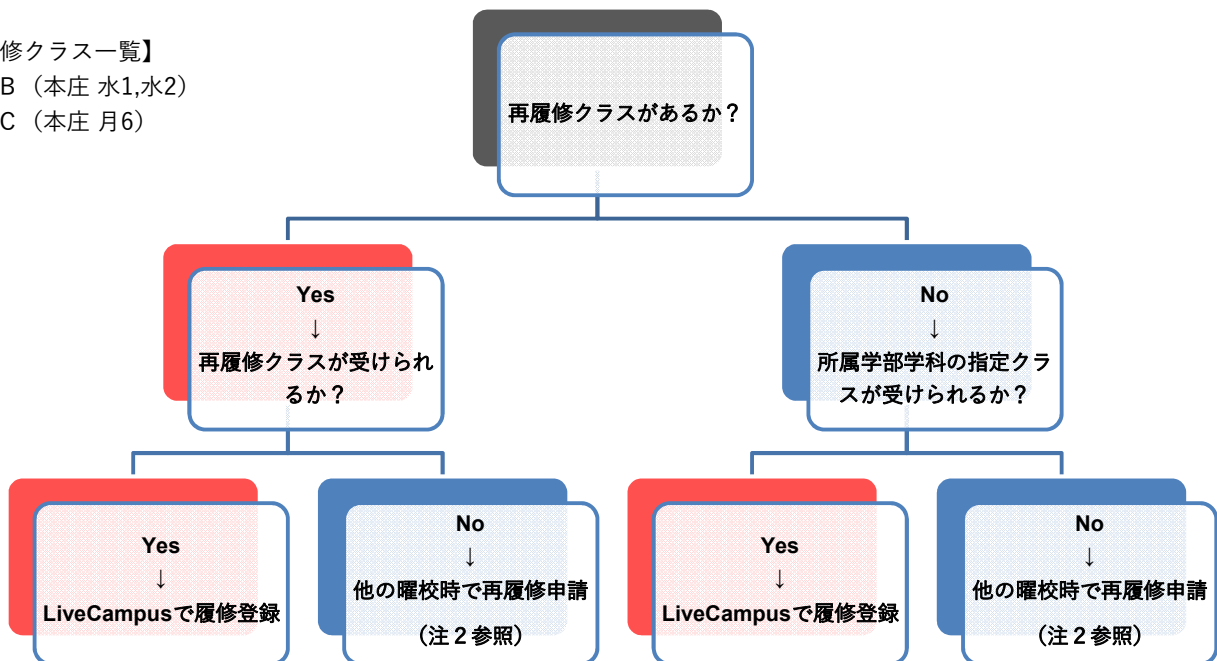 修クラス一覧】
B （本庄 水1,水2）
C （本庄 月6）
再履修クラスがあるか？
Yes
↓
再履修クラスが受けられ
るか？
No
↓
所属学部学科の指定クラ
スが受けられるか？
Yes
↓
LiveCampusで履修登録
No
↓
他の曜校時で再履修申請
（注２参照）
Yes
↓
LiveCampusで履修登録
No
↓
他の曜校時で再履修申請
（注２参照）